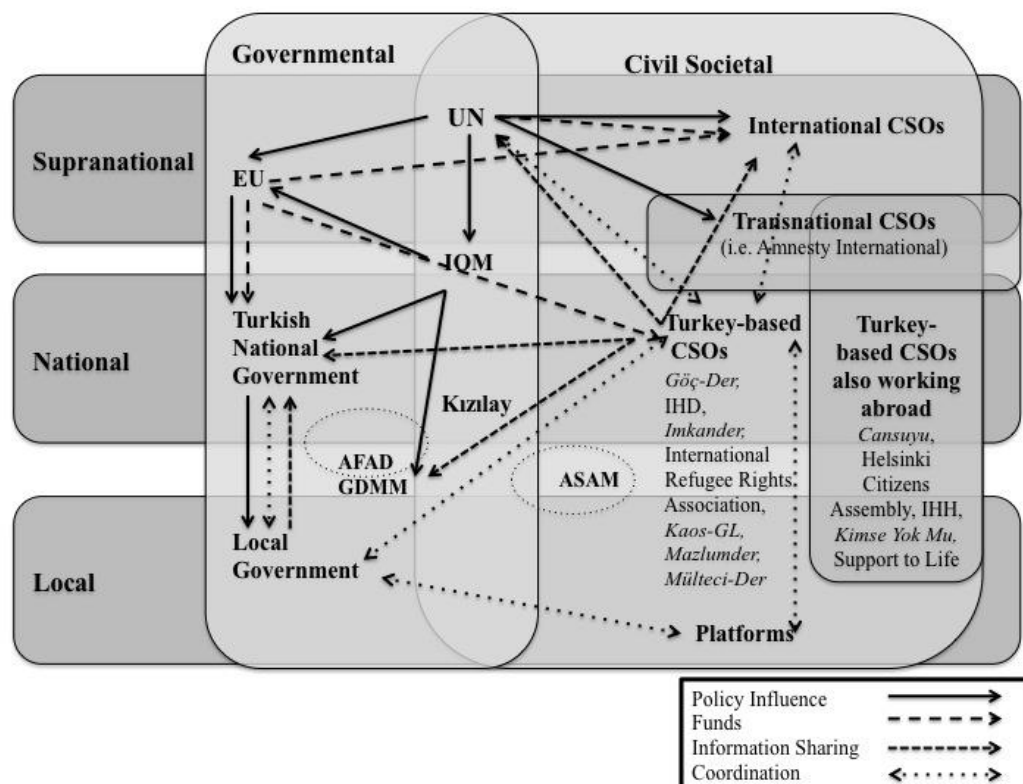 Governmental
Civil Societal
Supranational
UN
International CSOs
EU
Transnational CSOs
(i.e. Amnesty International)
IOM
National
Turkish
National
Government
Turkey-based
CSOs
Göç-Der,
IHD,
Imkander,
International
Refugee Rights
Association,
Kaos-GL,
Mazlumder,
Mülteci-Der
Turkey-
based CSOs
also working
abroad
Cansuyu,
Helsinki
Citizens
Assembly, IHH,
Kimse Yok Mu,
Support to Life
Kızılay
AFAD
GDMM
ASAM
Local
Local
Government
Platforms
Policy Influence
Funds
Information Sharing
Coordination